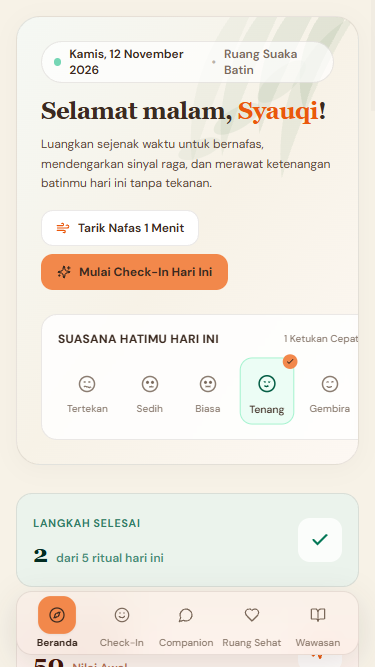 Kamis, 12 November
2026
• Ruang Suaka
Batin
Selamat malam, Syauqi!
Luangkan sejenak waktu untuk bernafas,
mendengarkan sinyal raga, dan merawat ketenangan
batinmu hari ini tanpa tekanan.
Tarik Nafas 1 Menit
Mulai Check-In Hari Ini
SUASANA HATIMU HARI INI
1 Ketukan Cepat
Tertekan
Sedih
Biasa
Tenang
Gembira
LANGKAH SELESAI
2 dari 5 ritual hari ini
Beranda
Check-In
Companion
Ruang Sehat
Wawasan
50 Nilai Awal